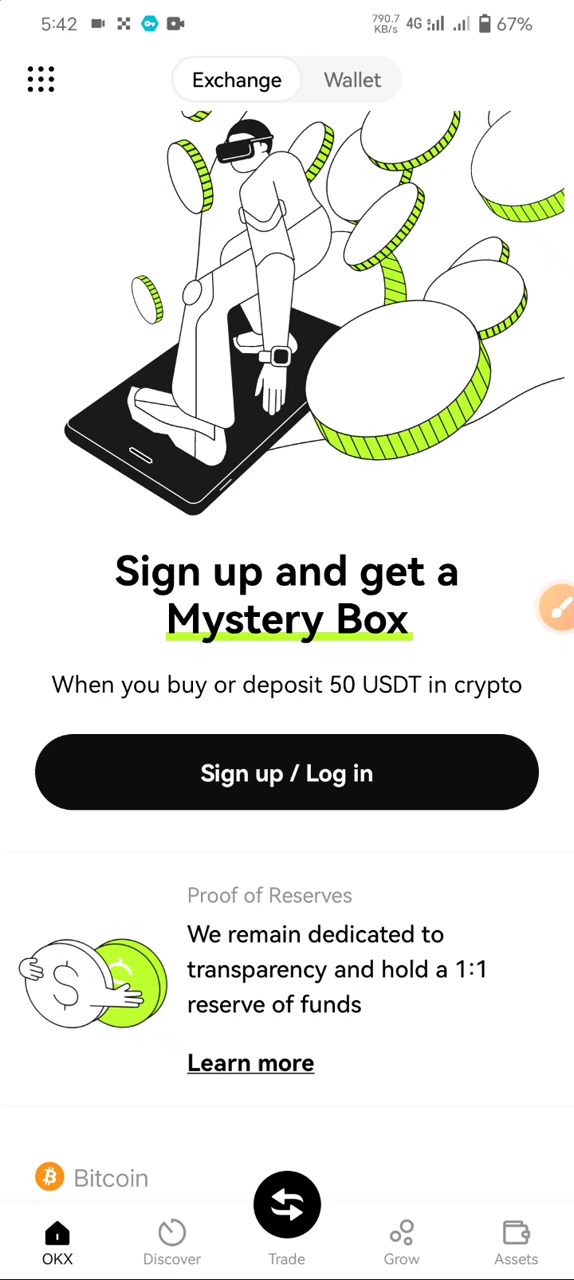 5:42
790.7
KB/s
4G
67%
Exchange
Wallet
Sign up and get a
Mystery Box
When you buy or deposit 50 USDT in crypto
Sign up / Log in
Proof of Reserves
We remain dedicated to
transparency and hold a 1:1
reserve of funds
Learn more
Bitcoin
OKX
Discover
Trade
Grow
Assets